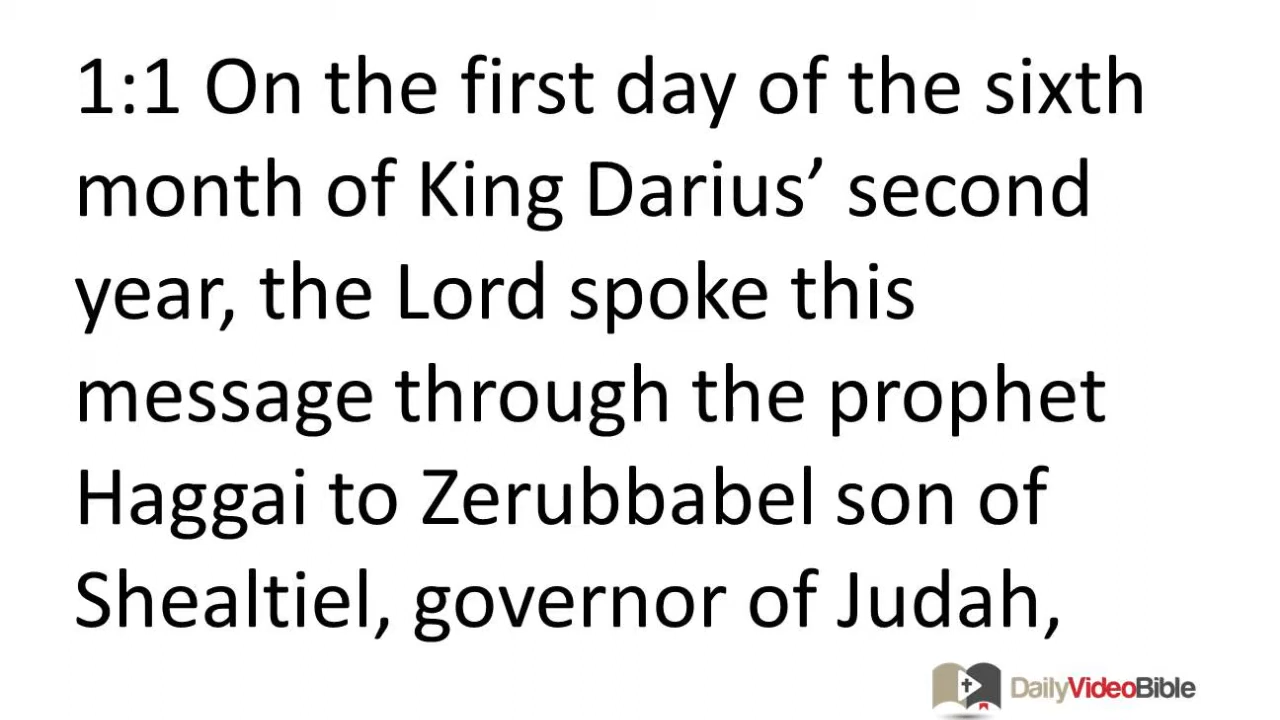 1:1 On the first day of the sixth
month of King Darius’ second
year, the Lord spoke this
message through the prophet
Haggai to Zerubbabel son of
Shealtiel, governor of Judah,
DailyVideoBible